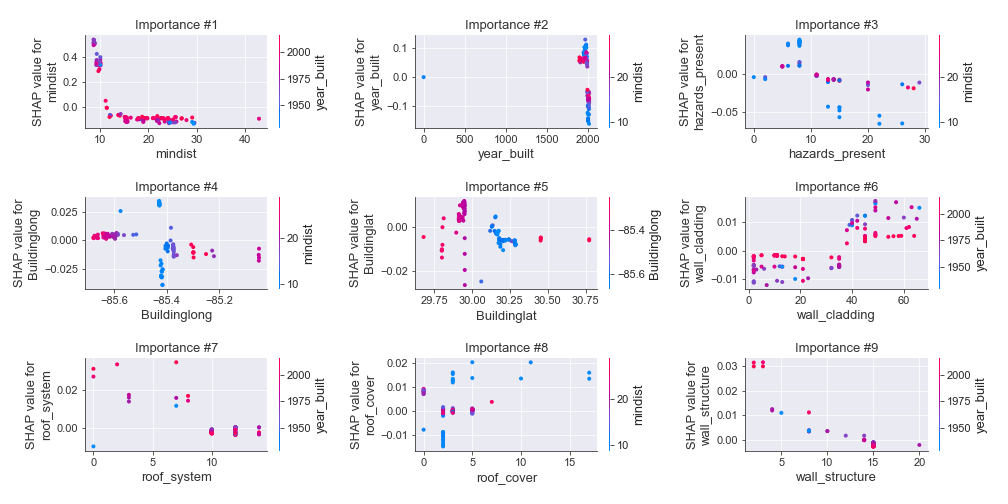 Importance #1
SHAP value for
mindist
0.4
0.2
0.0
10
20
30
40
mindist
2000
1975
1950
year_built
Importance #2
SHAP value for
year_built
0.1
0.0
−0.1
0
500
1000
1500
2000
year_built
20
10
mindist
Importance #3
SHAP value for
hazards_present
0.00
−0.05
0
10
20
30
hazards_present
20
10
mindist
Importance #4
SHAP value for
Buildinglong
0.025
0.000
−0.025
−85.6
−85.4
−85.2
Buildinglong
20
10
mindist
Importance #5
SHAP value for
Buildinglat
0.00
−0.02
29.75
30.00
30.25
30.50
30.75
Buildinglat
−85.4
−85.6
Buildinglong
Importance #6
SHAP value for
wall_cladding
0.01
0.00
−0.01
0
20
40
60
wall_cladding
2000
1975
1950
year_built
Importance #7
SHAP value for
roof_system
0.02
0.00
0
5
10
roof_system
2000
1975
1950
year_built
Importance #8
SHAP value for
roof_cover
0.02
0.01
0.00
−0.01
0
5
10
15
roof_cover
20
10
mindist
Importance #9
SHAP value for
wall_structure
0.03
0.02
0.01
0.00
5
10
15
20
wall_structure
2000
1975
1950
year_built